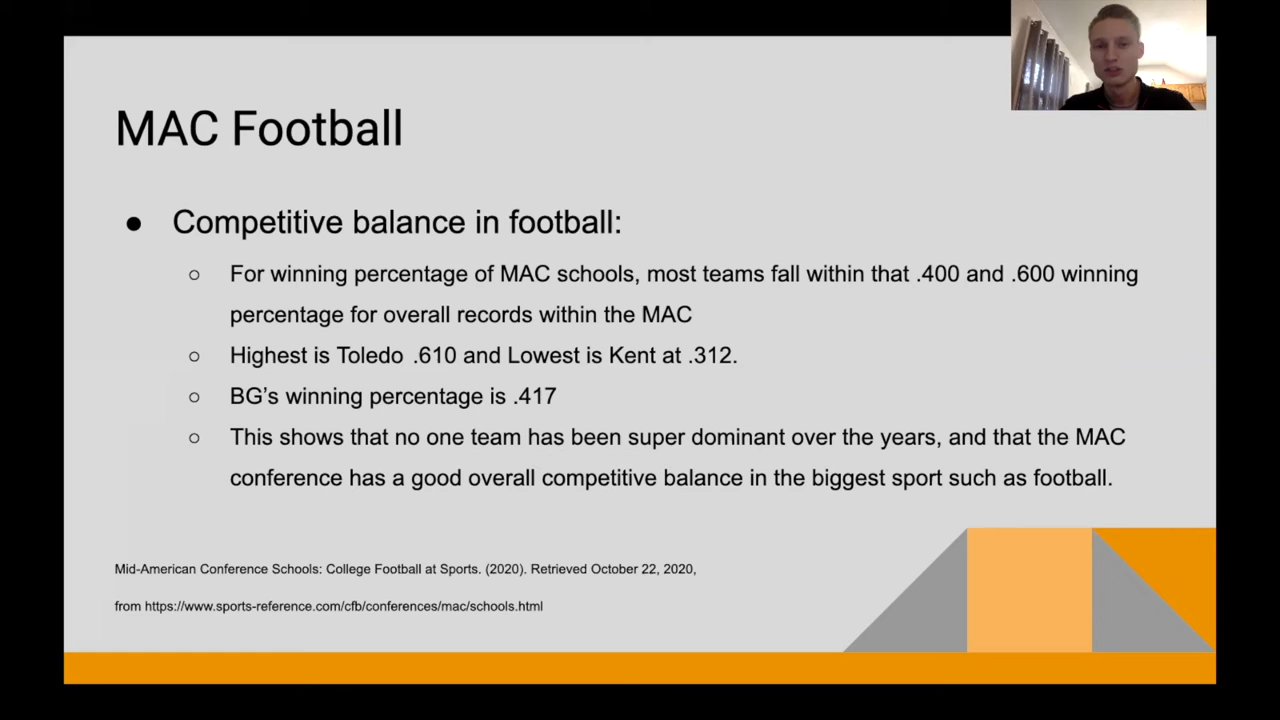 MAC Football
● Competitive balance in football:
○ For winning percentage of MAC schools, most teams fall within that .400 and .600 winning
percentage for overall records within the MAC
○ Highest is Toledo .610 and Lowest is Kent at .312.
○ BG's winning percentage is .417
○ This shows that no one team has been super dominant over the years, and that the MAC
conference has a good overall competitive balance in the biggest sport such as football.
Mid-American Conference Schools: College Football at Sports. (2020). Retrieved October 22, 2020,
from https://www.sports-reference.com/cfb/conferences/mac/schools.html